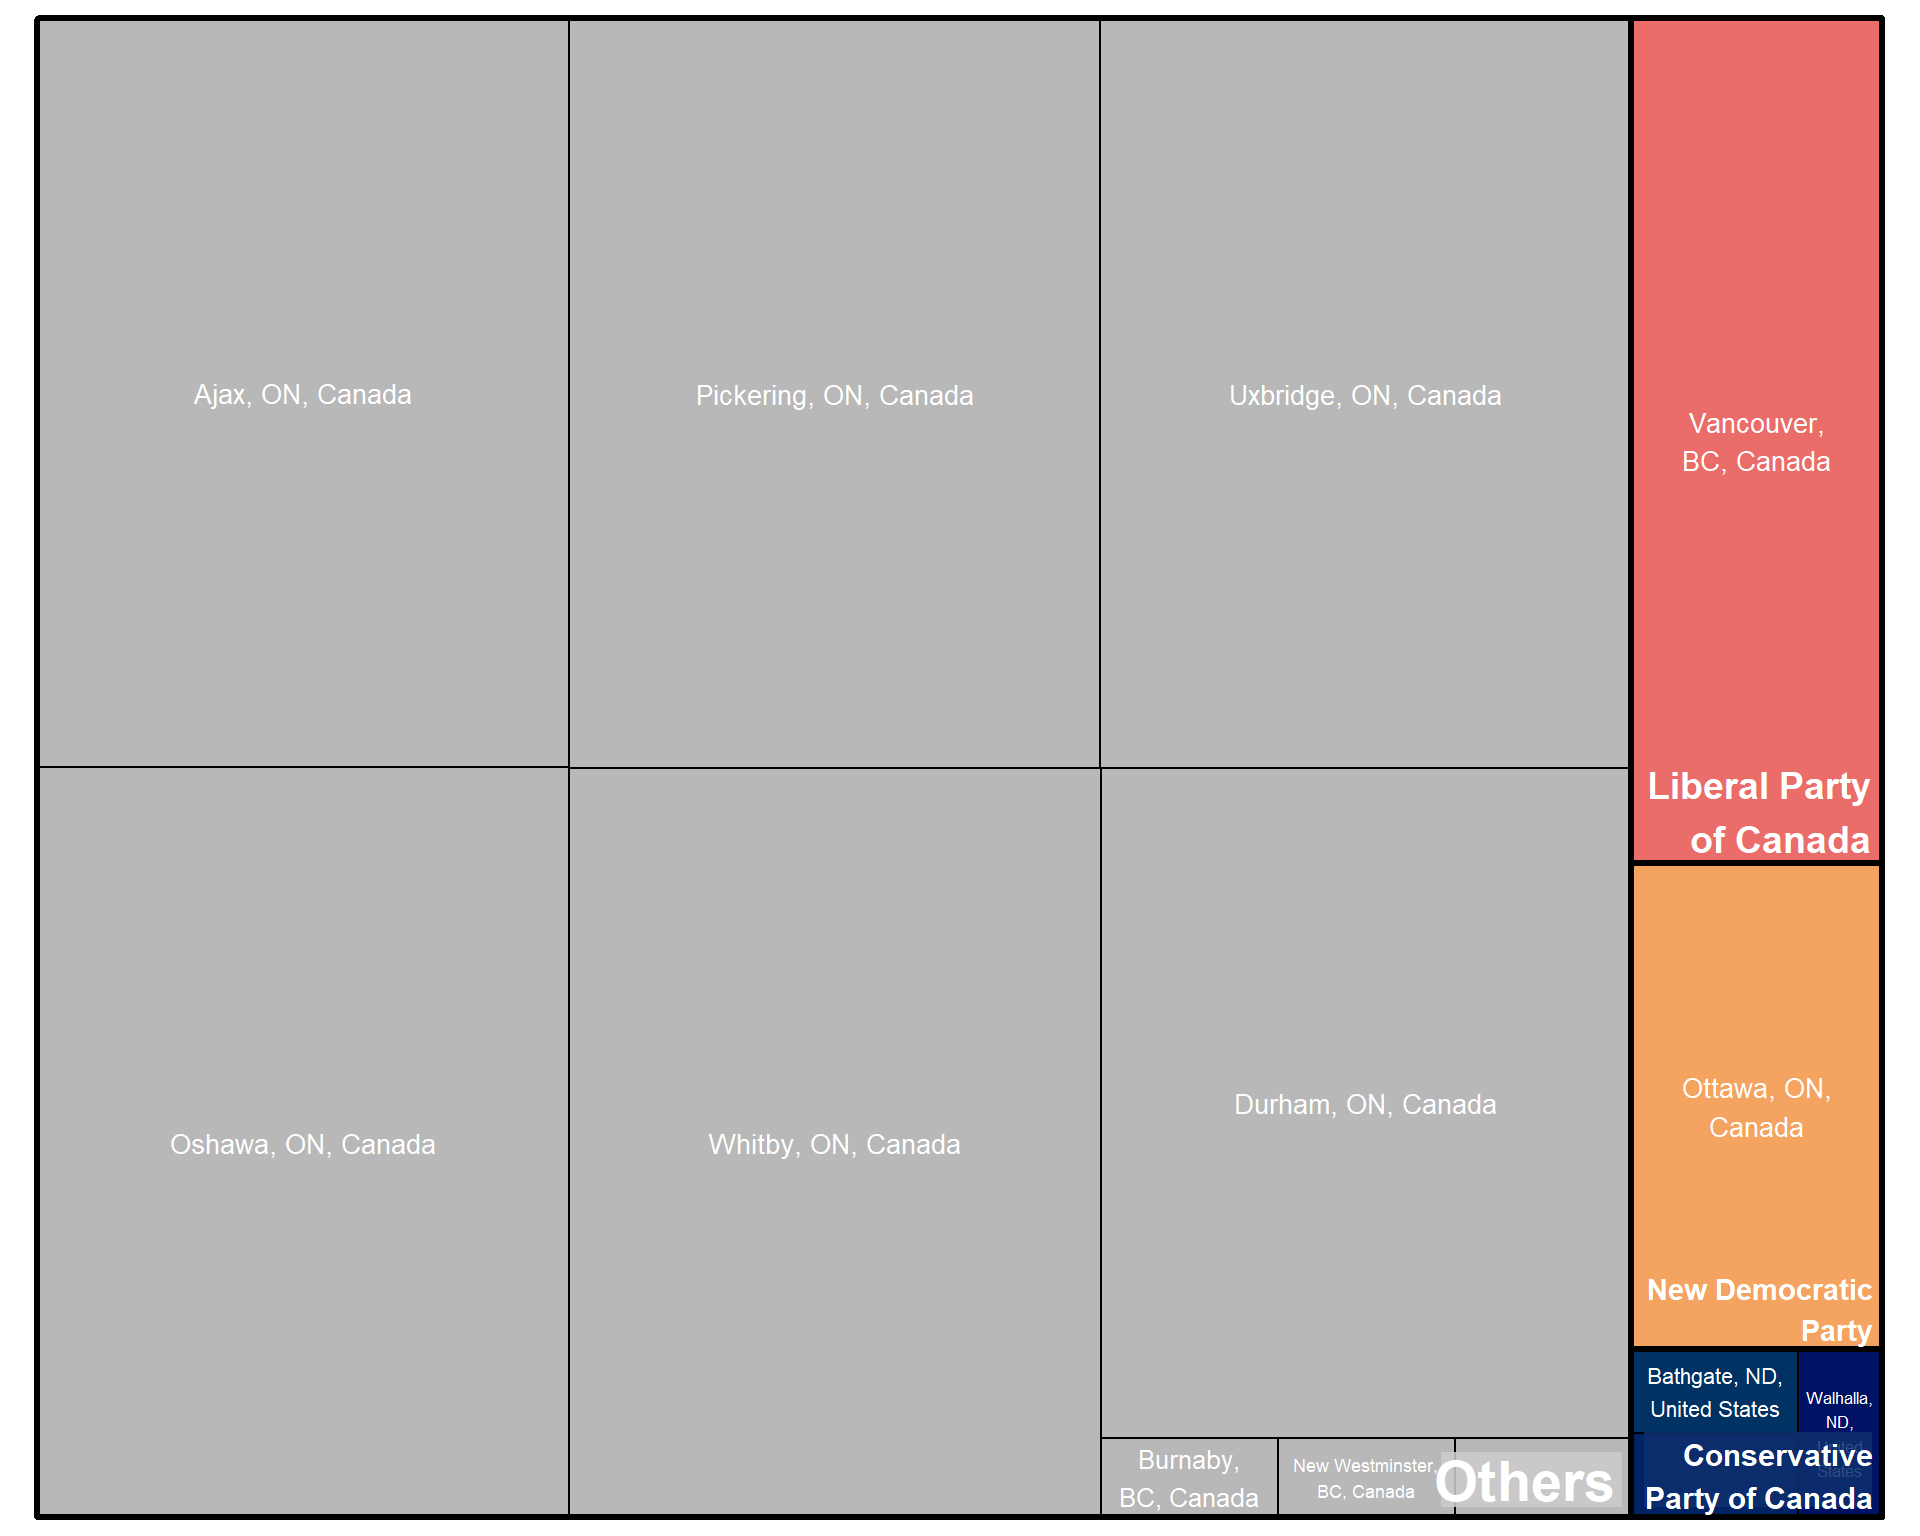 Ajax, ON, Canada
Pickering, ON, Canada
Uxbridge, ON, Canada
Vancouver,
BC, Canada
Liberal Party
of Canada
Oshawa, ON, Canada
Whitby, ON, Canada
Durham, ON, Canada
Ottawa, ON,
Canada
New Democratic
Party
Burnaby,
BC, Canada
New Westminster,
BC, Canada
Others
Bathgate, ND,
United States
Walhalla,
ND,
United
States
Conservative
Party of Canada